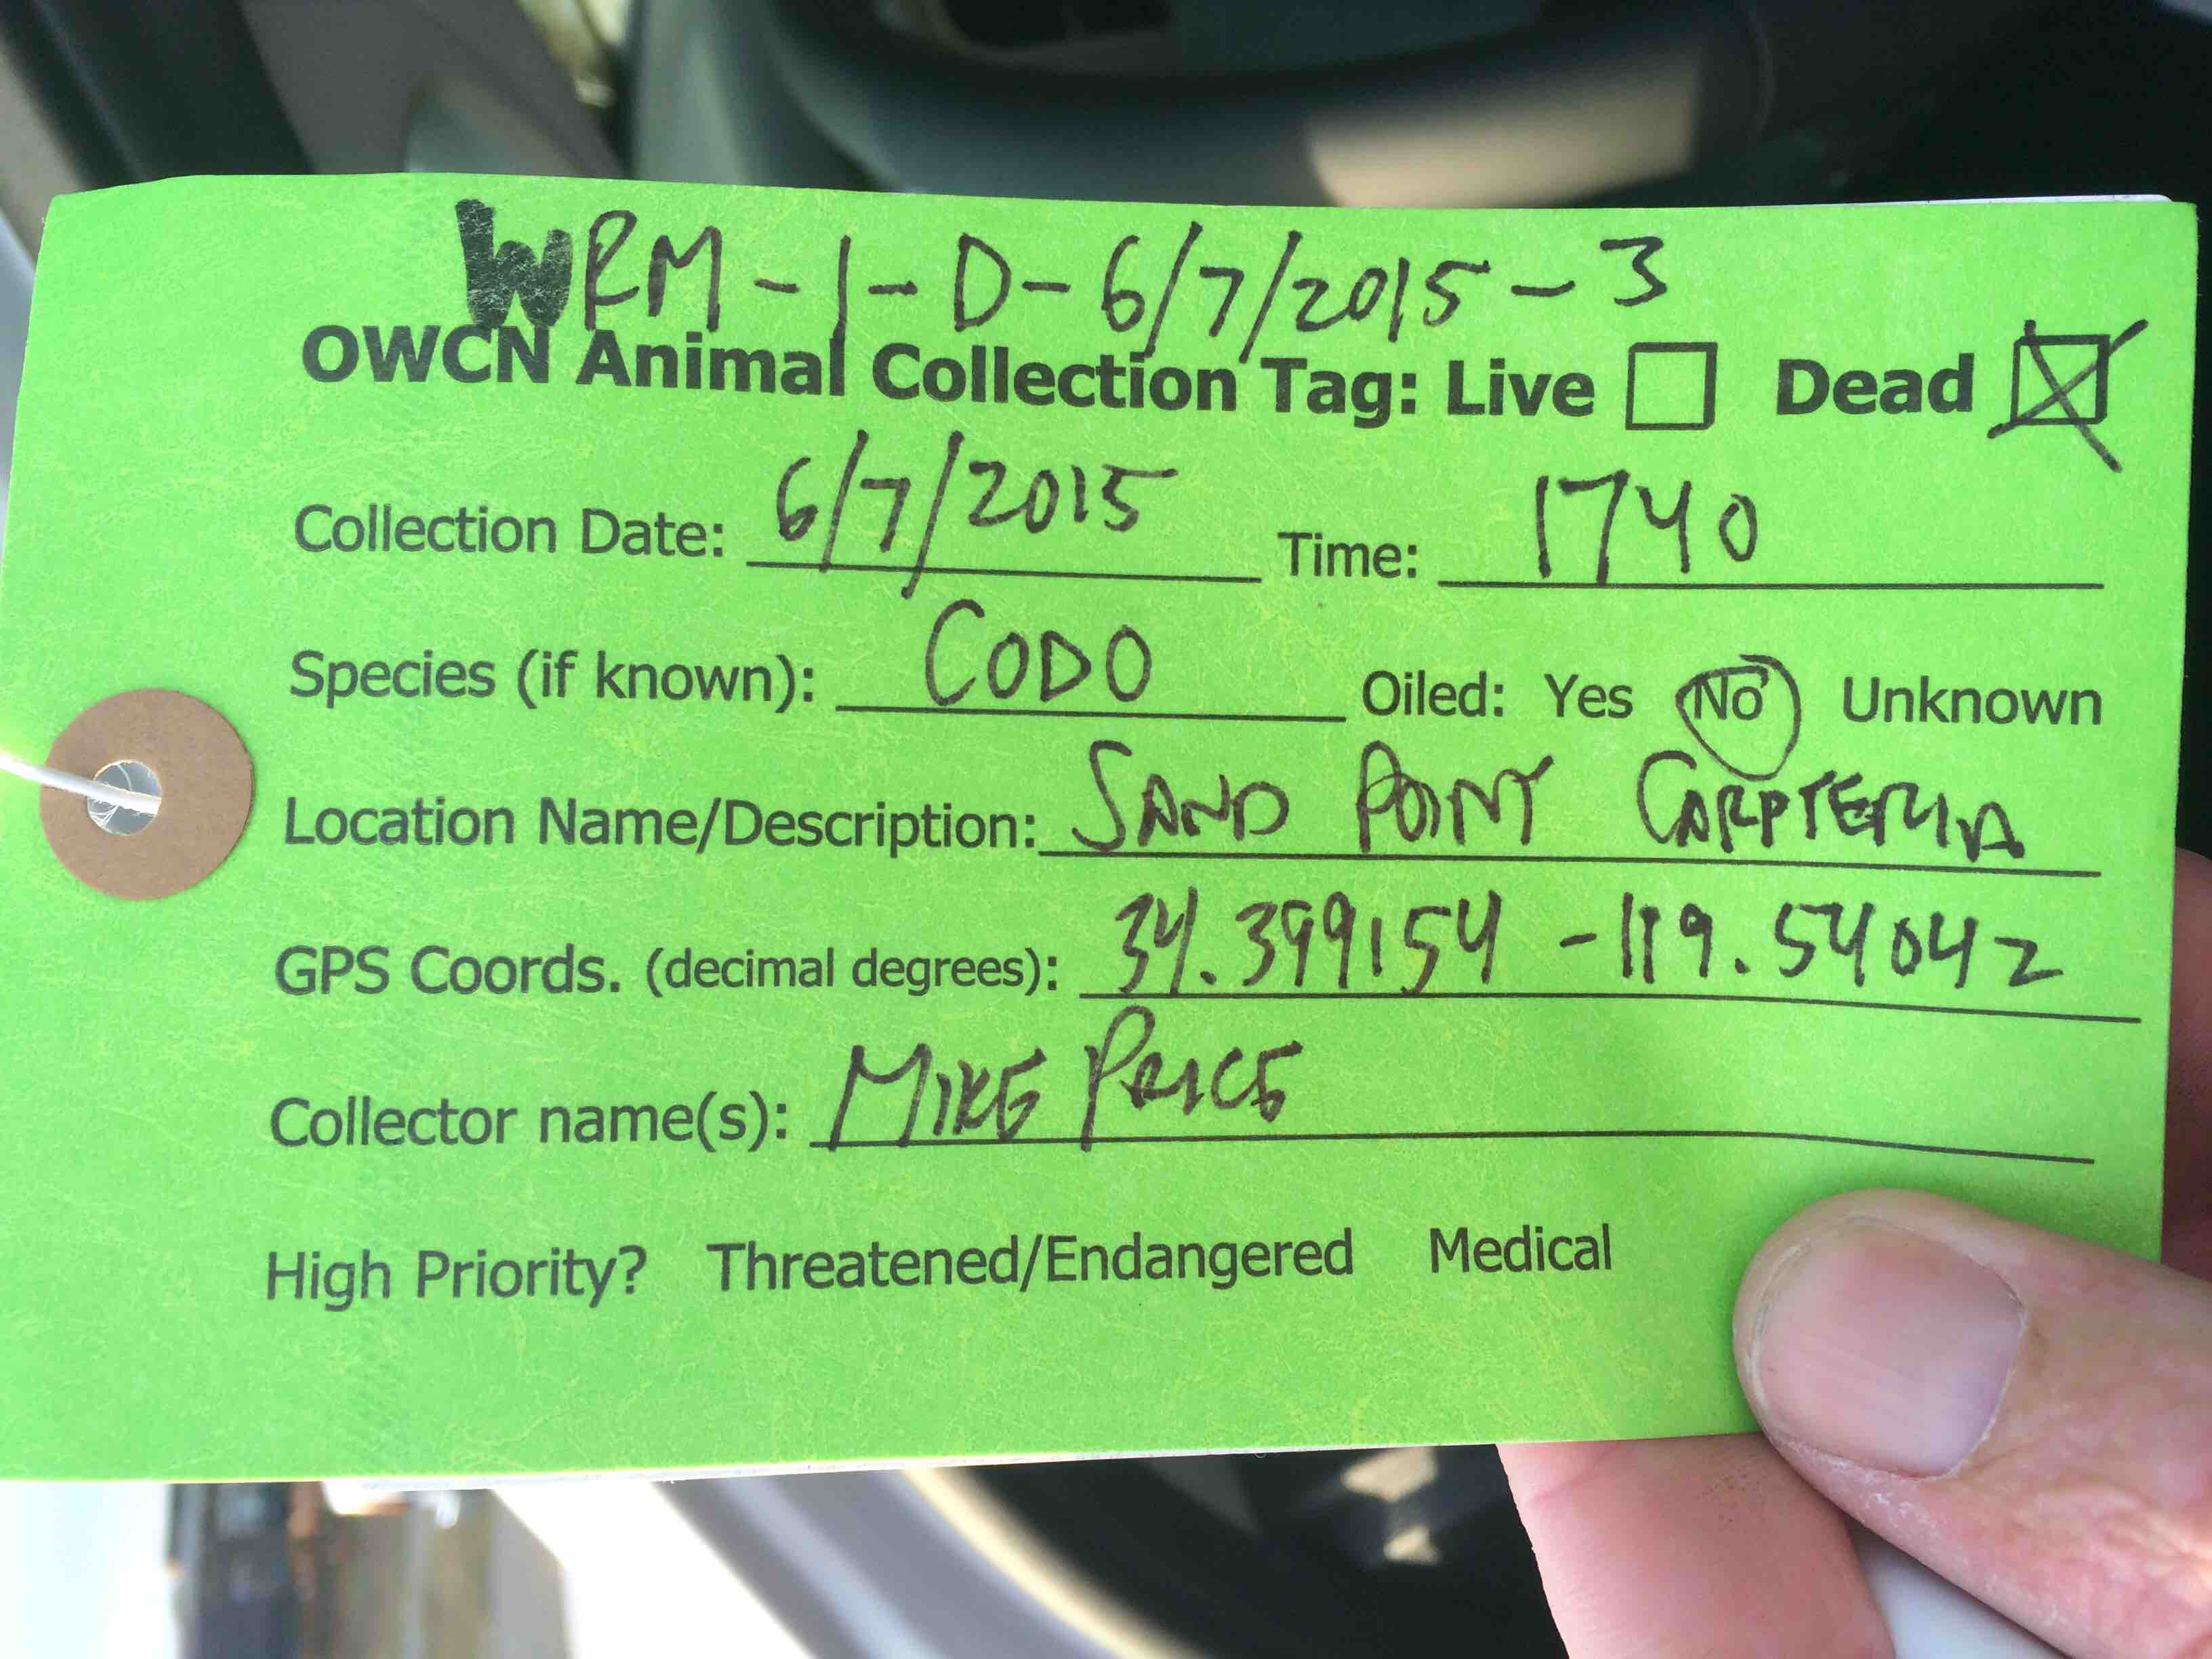 WRM-1-D-6/7/2015-3
OWCN Animal Collection Tag: Live Dead
Collection Date: 6/7/2015 Time: 1740
Species (if known): CODO Oiled: Yes No Unknown
Location Name/Description: SAND POINT CARPTERIA
GPS Coords. (decimal degrees): 34.399154 -119.54042
Collector name(s): MIKE PRICE
High Priority? Threatened/Endangered Medical